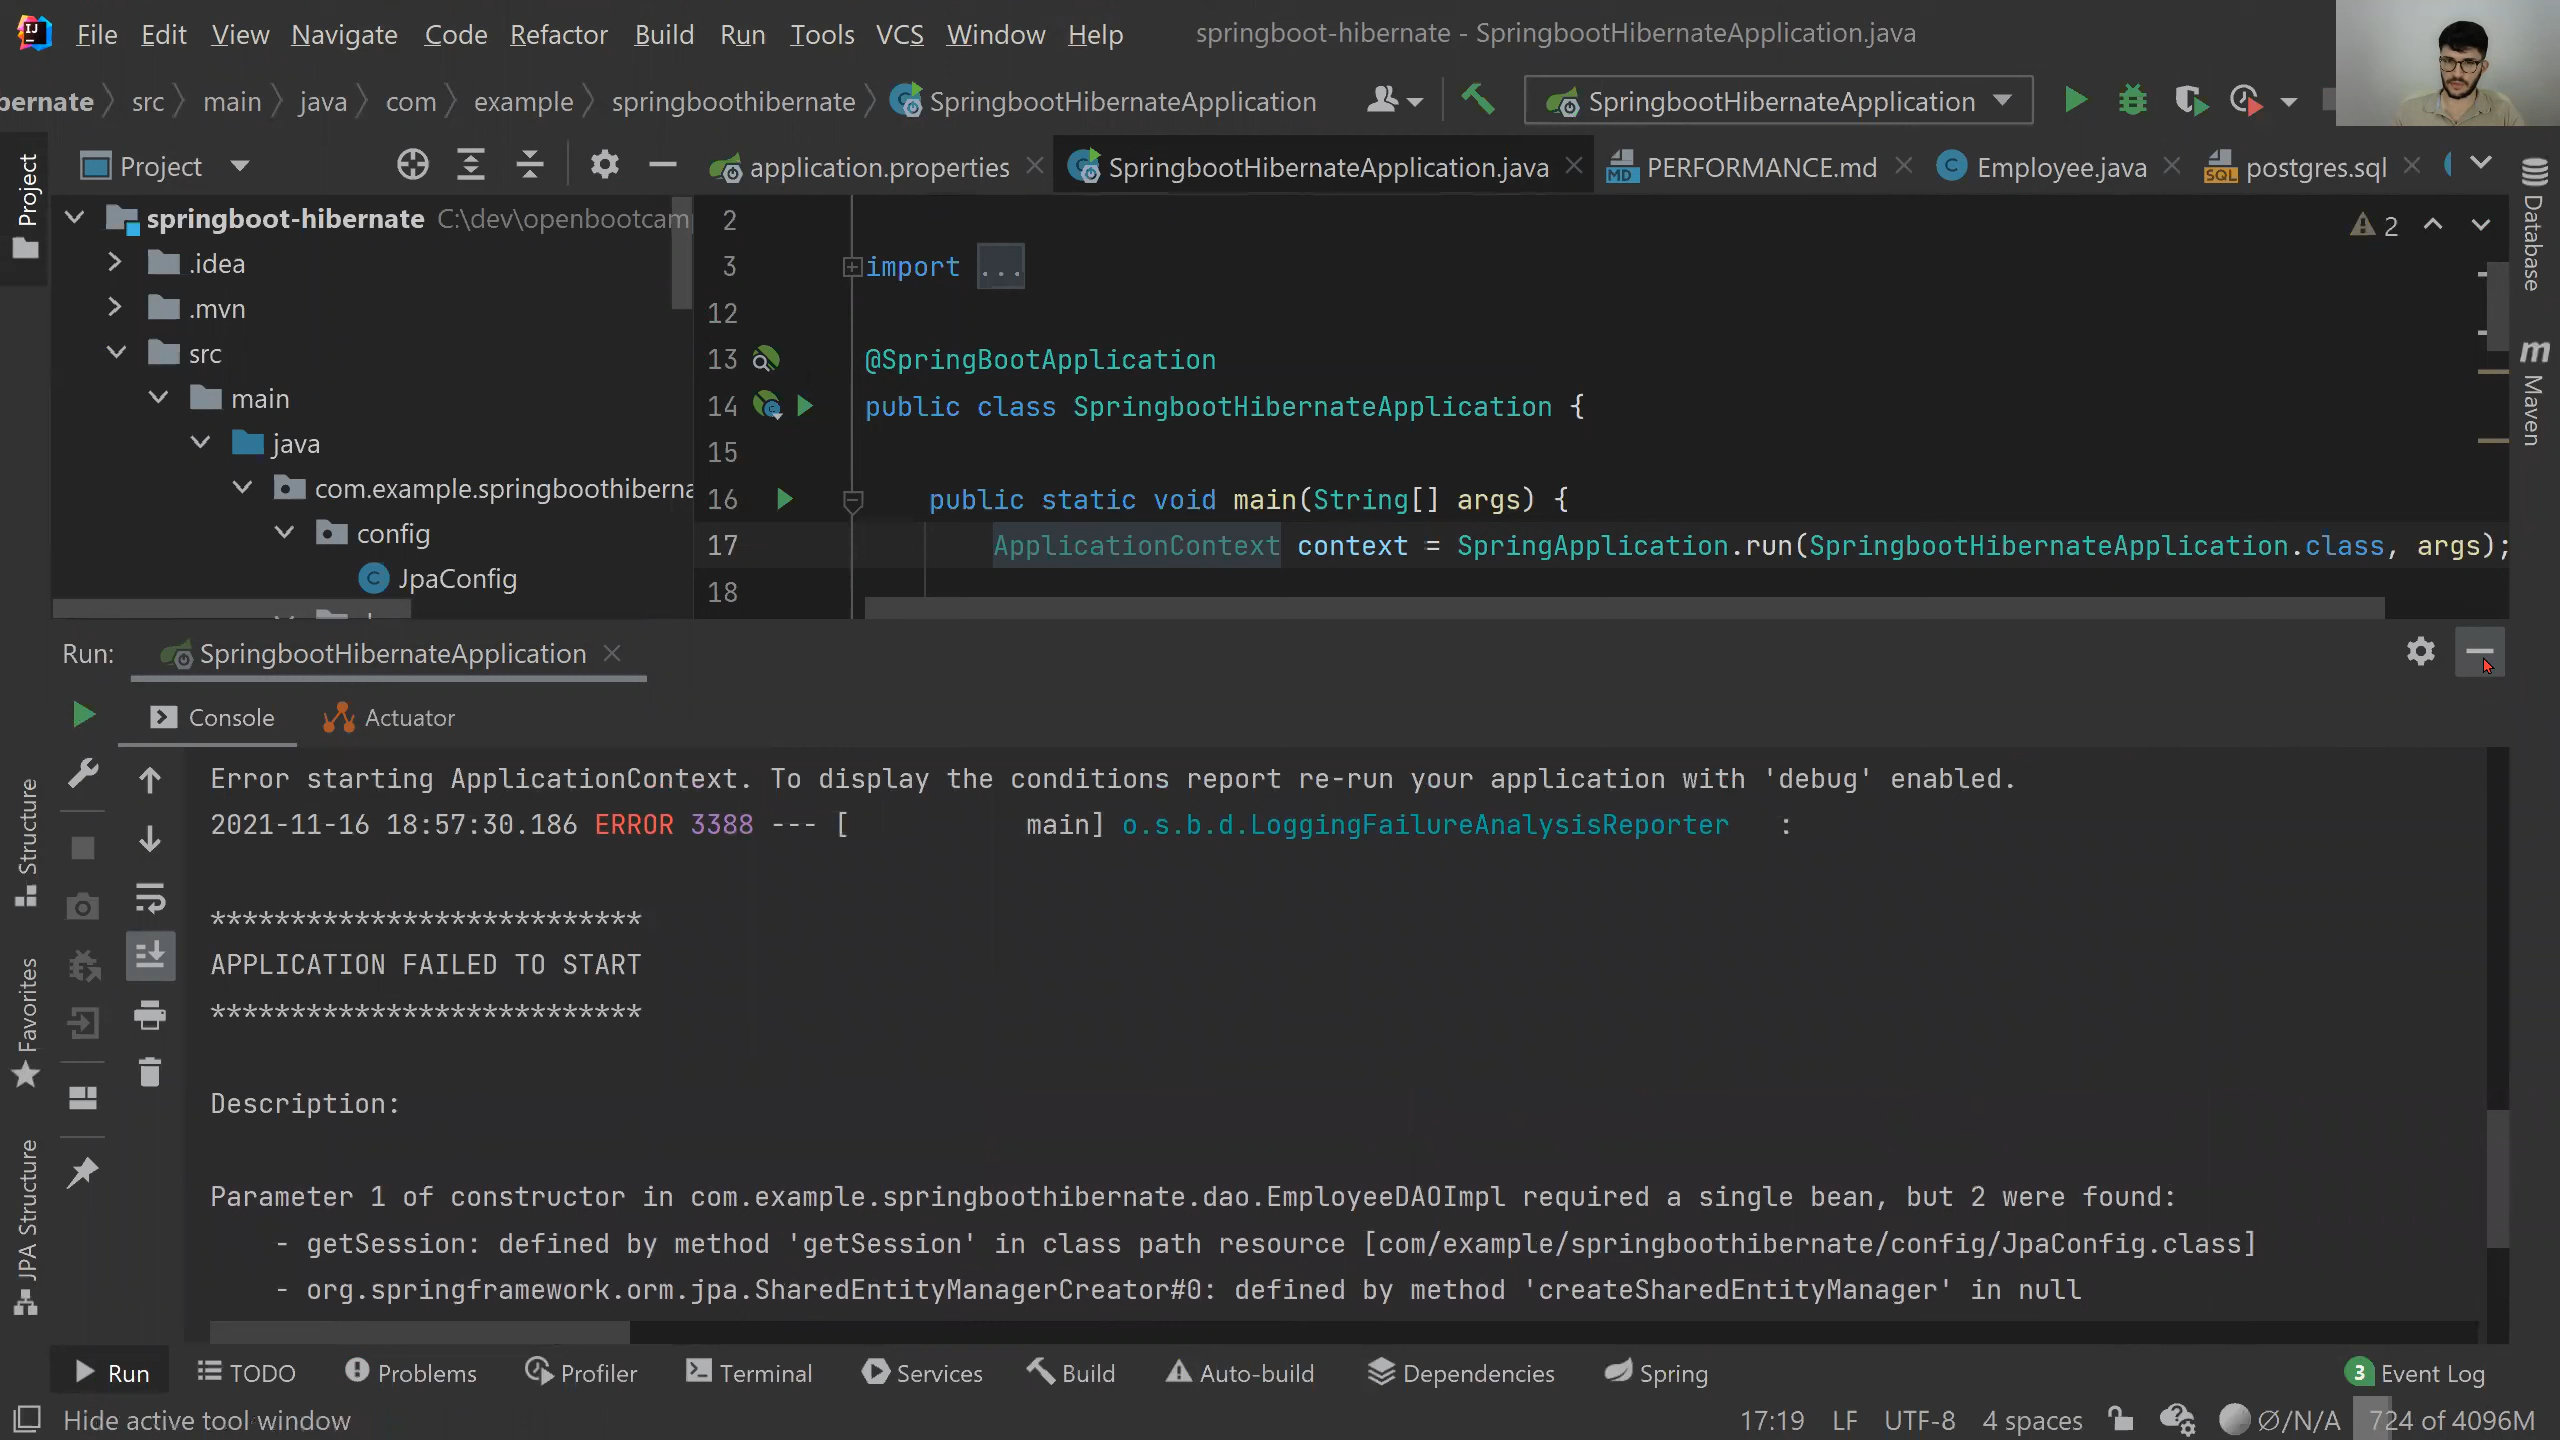 File Edit View Navigate Code Refactor Build Run Tools VCS Window Help springboot-hibernate - SpringbootHibernateApplication.java
bernate src main java com example springboothibernate SpringbootHibernateApplication SpringbootHibernateApplication
Project application.properties SpringbootHibernateApplication.java PERFORMANCE.md Employee.java postgres.sql
Project
springboot-hibernate C:\dev\openbootcam
.idea
.mvn
src
main
java
com.example.springboothiberna
config
JpaConfig
2
3 import ...
12
13 @SpringBootApplication
14 public class SpringbootHibernateApplication {
15
16 public static void main(String[] args) {
17 ApplicationContext context = SpringApplication.run(SpringbootHibernateApplication.class, args);
18
2
Database
Maven
Run: SpringbootHibernateApplication
Console Actuator
Error starting ApplicationContext. To display the conditions report re-run your application with 'debug' enabled.
2021-11-16 18:57:30.186 ERROR 3388 --- [ main] o.s.b.d.LoggingFailureAnalysisReporter :
***************************
APPLICATION FAILED TO START
***************************
Description:
Parameter 1 of constructor in com.example.springboothibernate.dao.EmployeeDAOImpl required a single bean, but 2 were found:
- getSession: defined by method 'getSession' in class path resource [com/example/springboothibernate/config/JpaConfig.class]
- org.springframework.orm.jpa.SharedEntityManagerCreator#0: defined by method 'createSharedEntityManager' in null
Structure
Favorites
JPA Structure
Run TODO Problems Profiler Terminal Services Build Auto-build Dependencies Spring 3 Event Log
Hide active tool window 17:19 LF UTF-8 4 spaces Ø/N/A 724 of 4096M